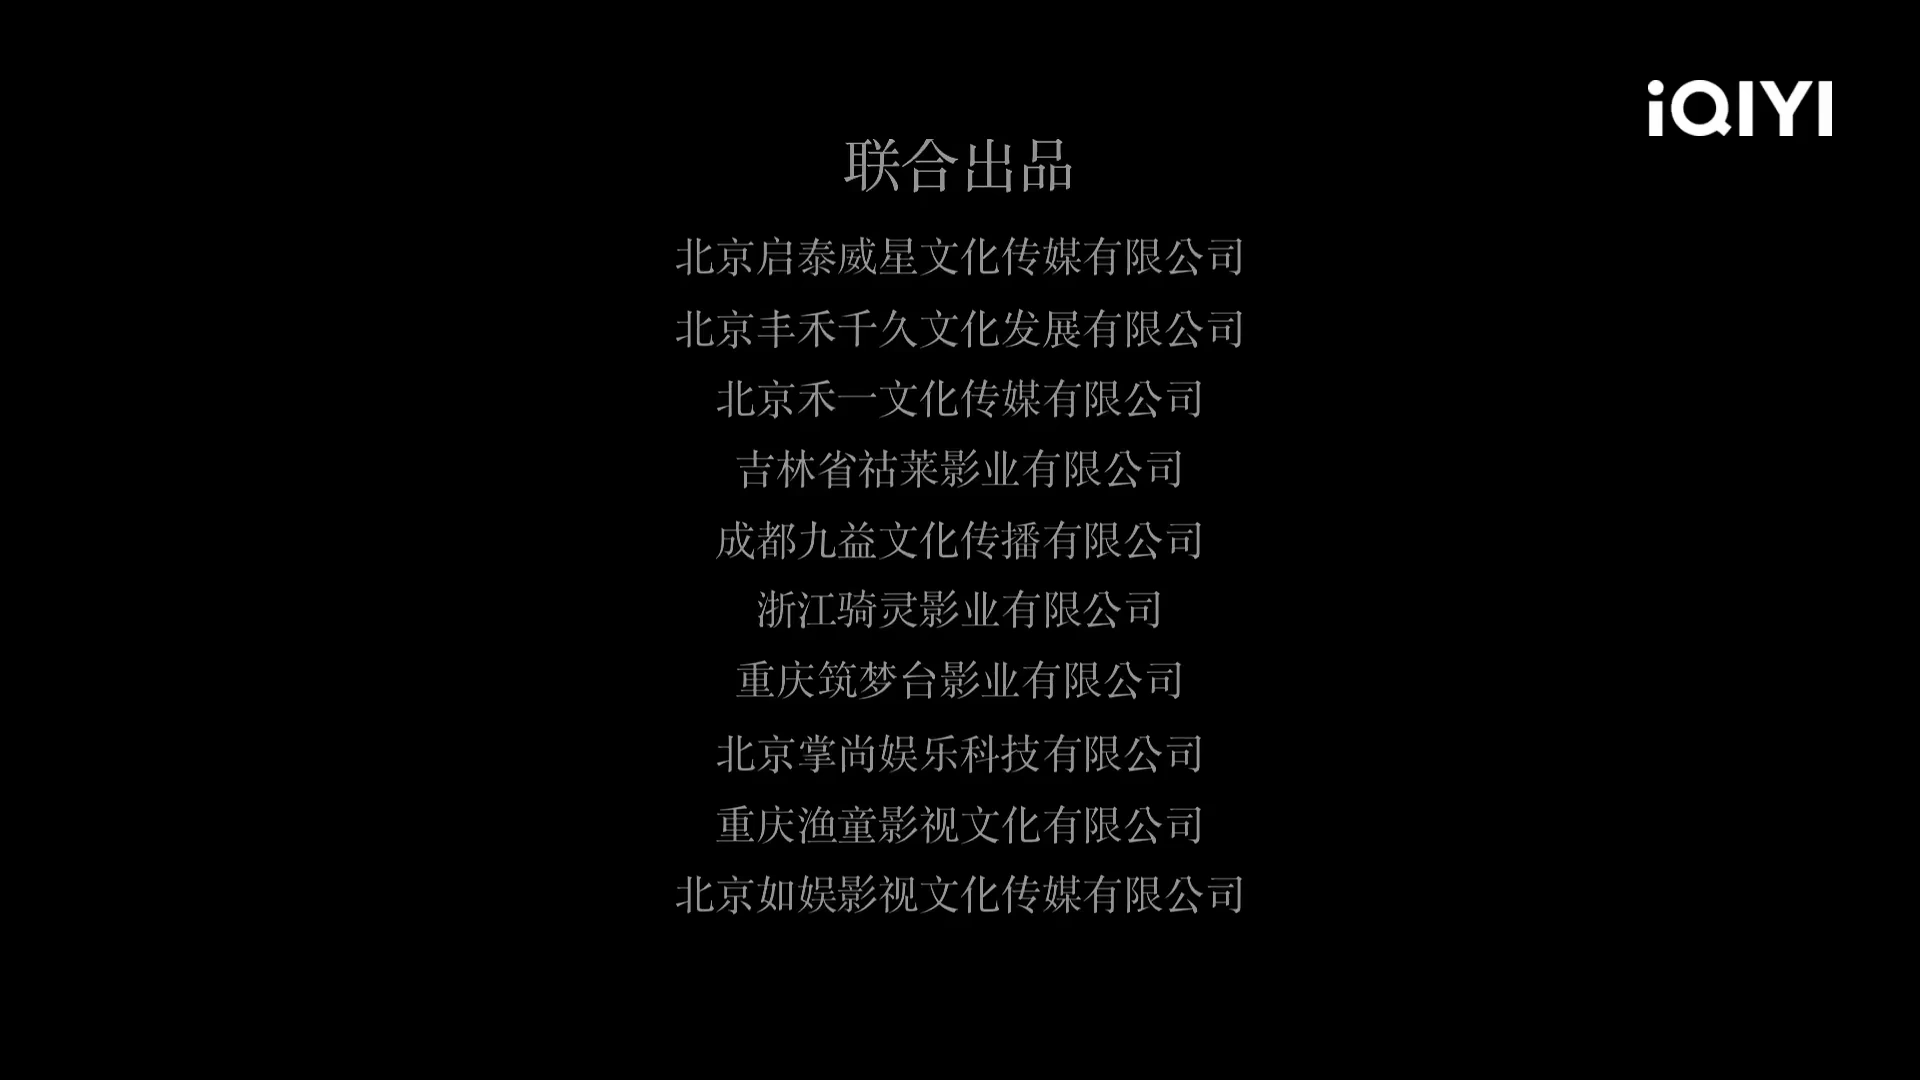 iQIYI
联合出品
北京启泰威星文化传媒有限公司
北京丰禾千久文化发展有限公司
北京禾一文化传媒有限公司
吉林省祜莱影业有限公司
成都九益文化传播有限公司
浙江骑灵影业有限公司
重庆筑梦台影业有限公司
北京掌尚娱乐科技有限公司
重庆渔童影视文化有限公司
北京如娱影视文化传媒有限公司